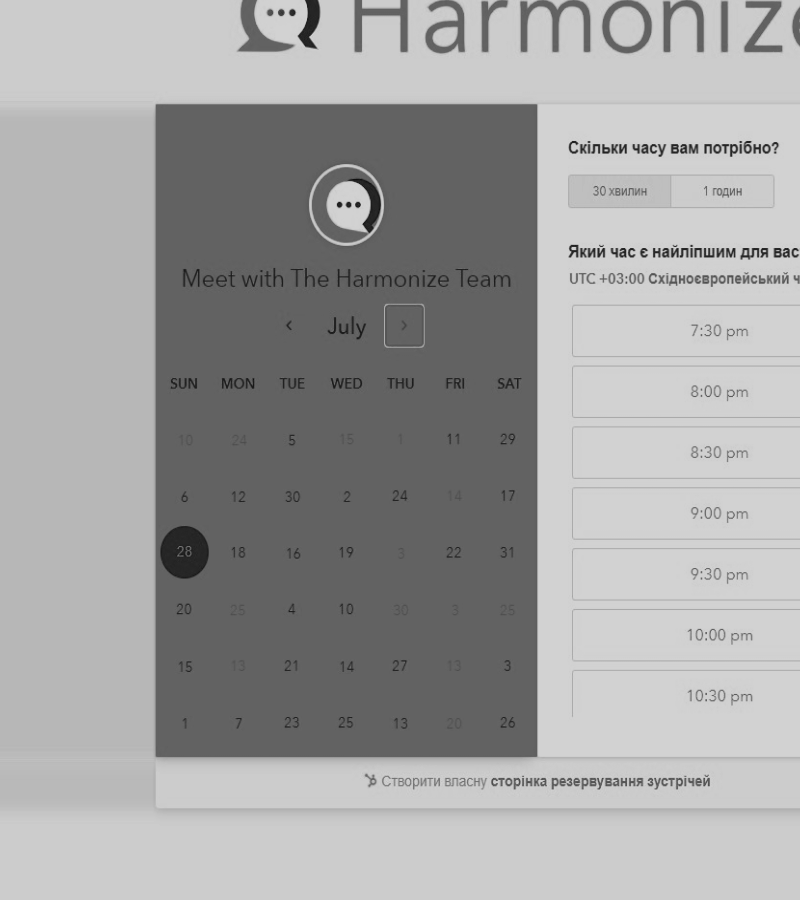 Harmonize
Meet with The Harmonize Team
July
SUN MON TUE WED THU FRI SAT
10 24 5 15 1 11 29
6 12 30 2 24 14 17
28 18 16 19 3 22 31
20 25 4 10 30 3 25
15 13 21 14 27 13 3
1 7 23 25 13 20 26
Скільки часу вам потрібно?
30 хвилин 1 годин
Який час є найліпшим для вас
UTC +03:00 Східноєвропейський ч
7:30 pm
8:00 pm
8:30 pm
9:00 pm
9:30 pm
10:00 pm
10:30 pm
Створити власну сторінка резервування зустрічей